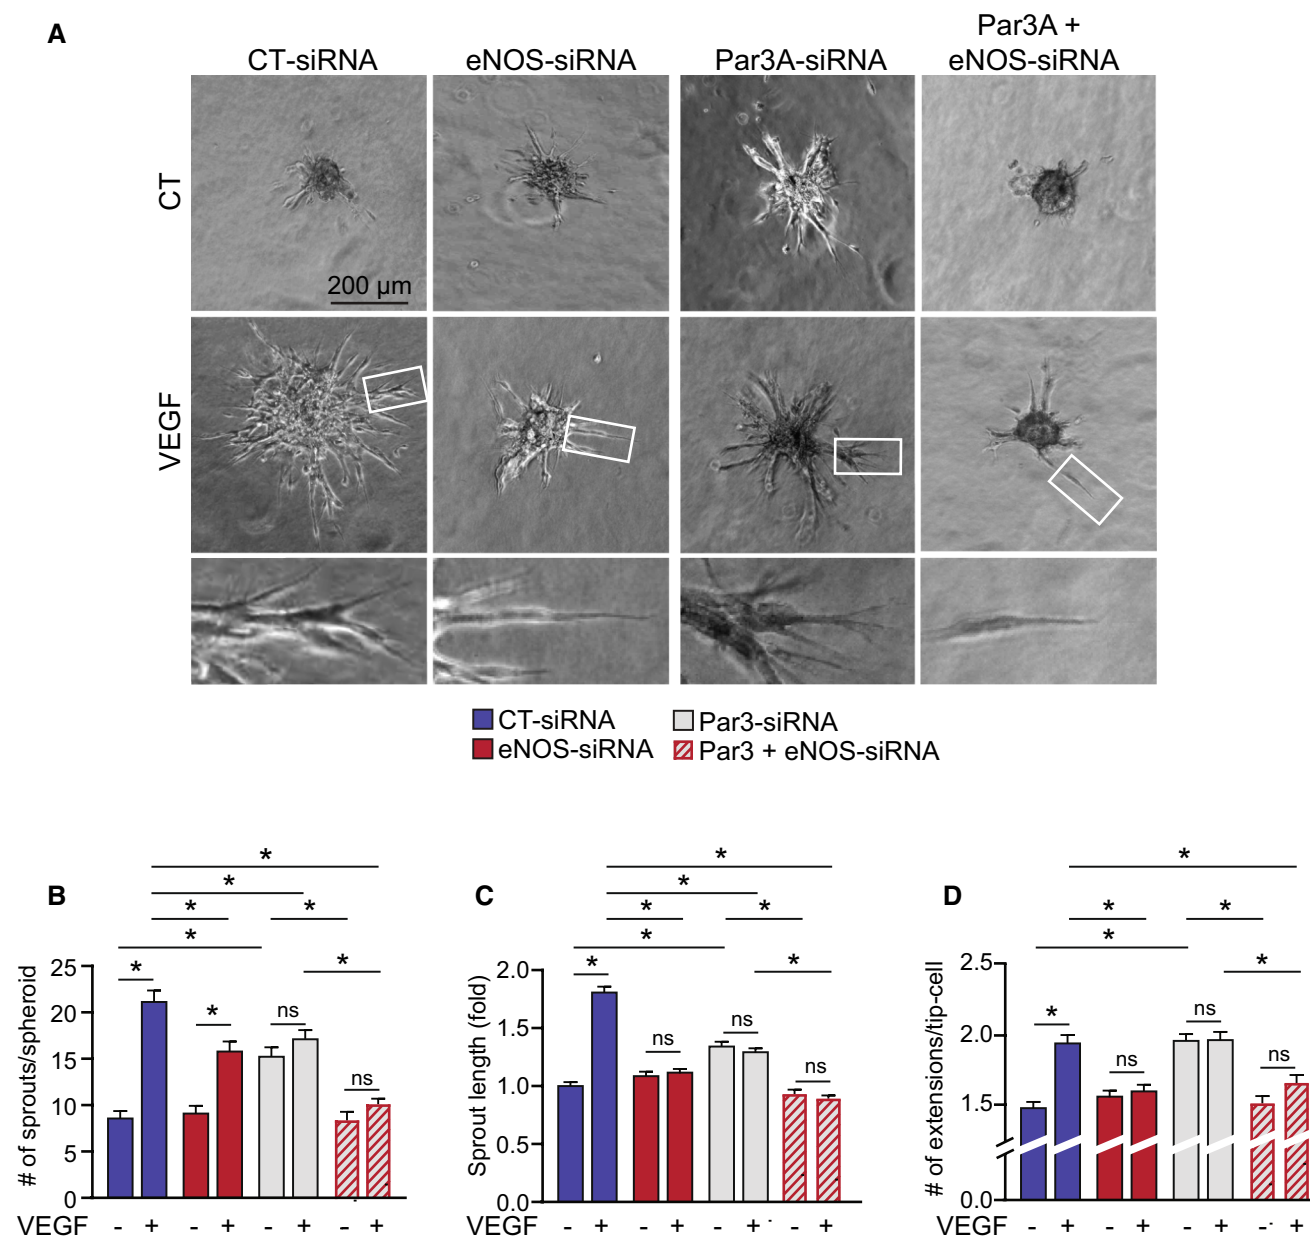 A
CT-siRNA eNOS-siRNA Par3A-siRNA Par3A + eNOS-siRNA
CT
200 µm
VEGF
CT-siRNA Par3-siRNA
eNOS-siRNA Par3 + eNOS-siRNA
B
# of sprouts/spheroid
25
20
15
10
5
0
* * * * * * * ns ns *
VEGF - + - + - + - +
C
Sprout length (fold)
2.0
1.5
1.0
0.5
0.0
* * * * * * ns ns ns *
VEGF - + - + - + - +
D
# of extensions/tip-cell
2.5
2.0
1.5
0.0
* * * * * ns ns ns *
VEGF - + - + - + - +